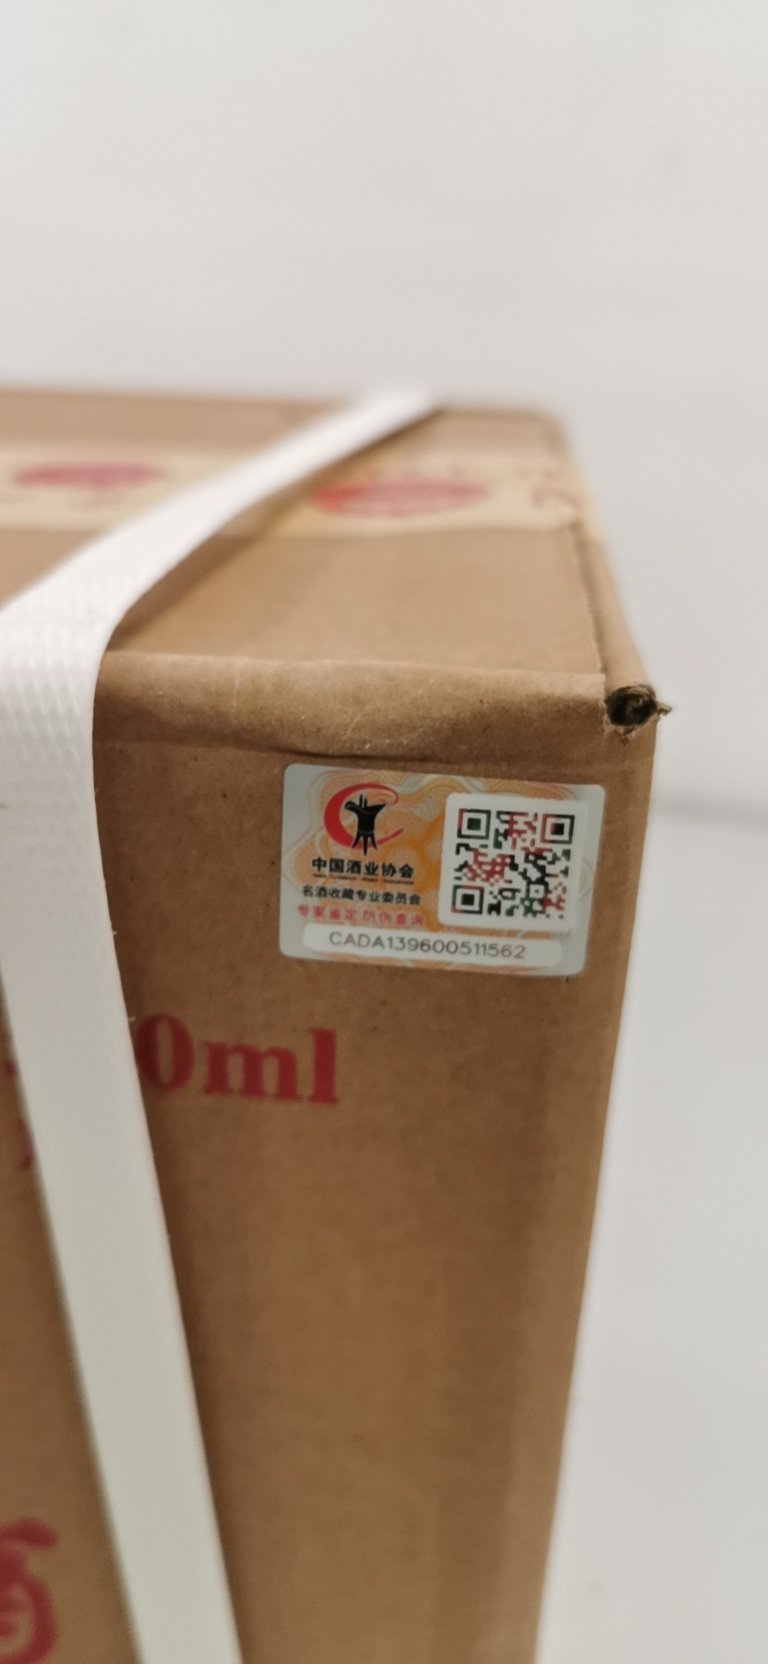 中国酒业协会
名酒收藏专业委员会
专家鉴定 防伪查询
CADA139600511562
0ml